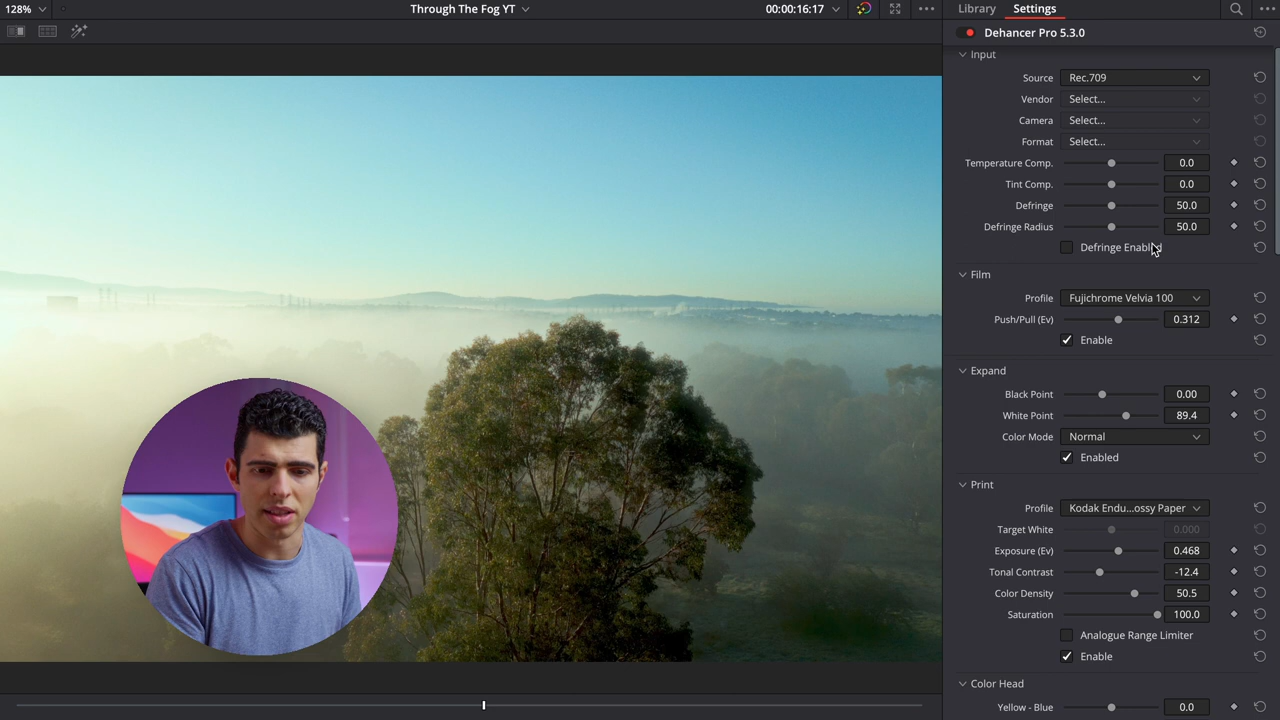 128%
Through The Fog YT
00:00:16:17
Library
Settings
Dehancer Pro 5.3.0
Input
Source Rec.709
Vendor Select...
Camera Select...
Format Select...
Temperature Comp. 0.0
Tint Comp. 0.0
Defringe 50.0
Defringe Radius 50.0
Defringe Enabled
Film
Profile Fujichrome Velvia 100
Push/Pull (Ev) 0.312
Enable
Expand
Black Point 0.00
White Point 89.4
Color Mode Normal
Enabled
Print
Profile Kodak Endu...ossy Paper
Target White 0.000
Exposure (Ev) 0.468
Tonal Contrast -12.4
Color Density 50.5
Saturation 100.0
Analogue Range Limiter
Enable
Color Head
Yellow - Blue 0.0